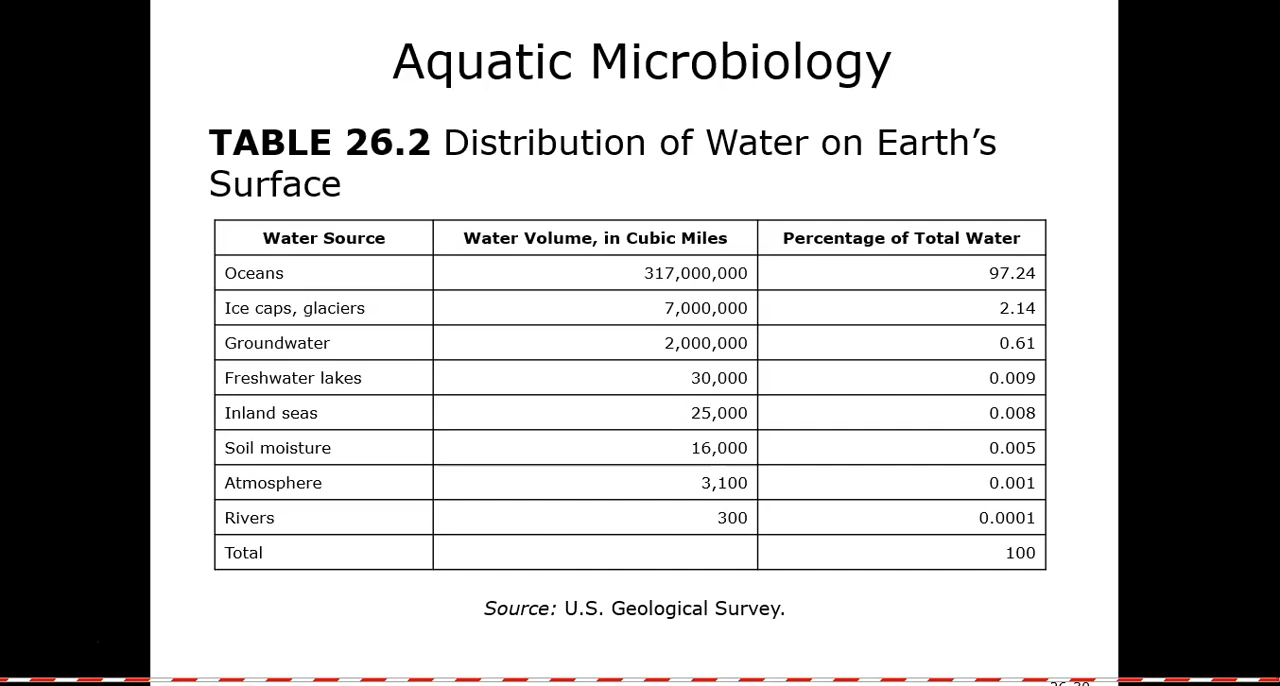 Aquatic Microbiology
TABLE 26.2 Distribution of Water on Earth’s
Surface
Water Source Water Volume, in Cubic Miles Percentage of Total Water
Oceans 317,000,000 97.24
Ice caps, glaciers 7,000,000 2.14
Groundwater 2,000,000 0.61
Freshwater lakes 30,000 0.009
Inland seas 25,000 0.008
Soil moisture 16,000 0.005
Atmosphere 3,100 0.001
Rivers 300 0.0001
Total 100
Source: U.S. Geological Survey.